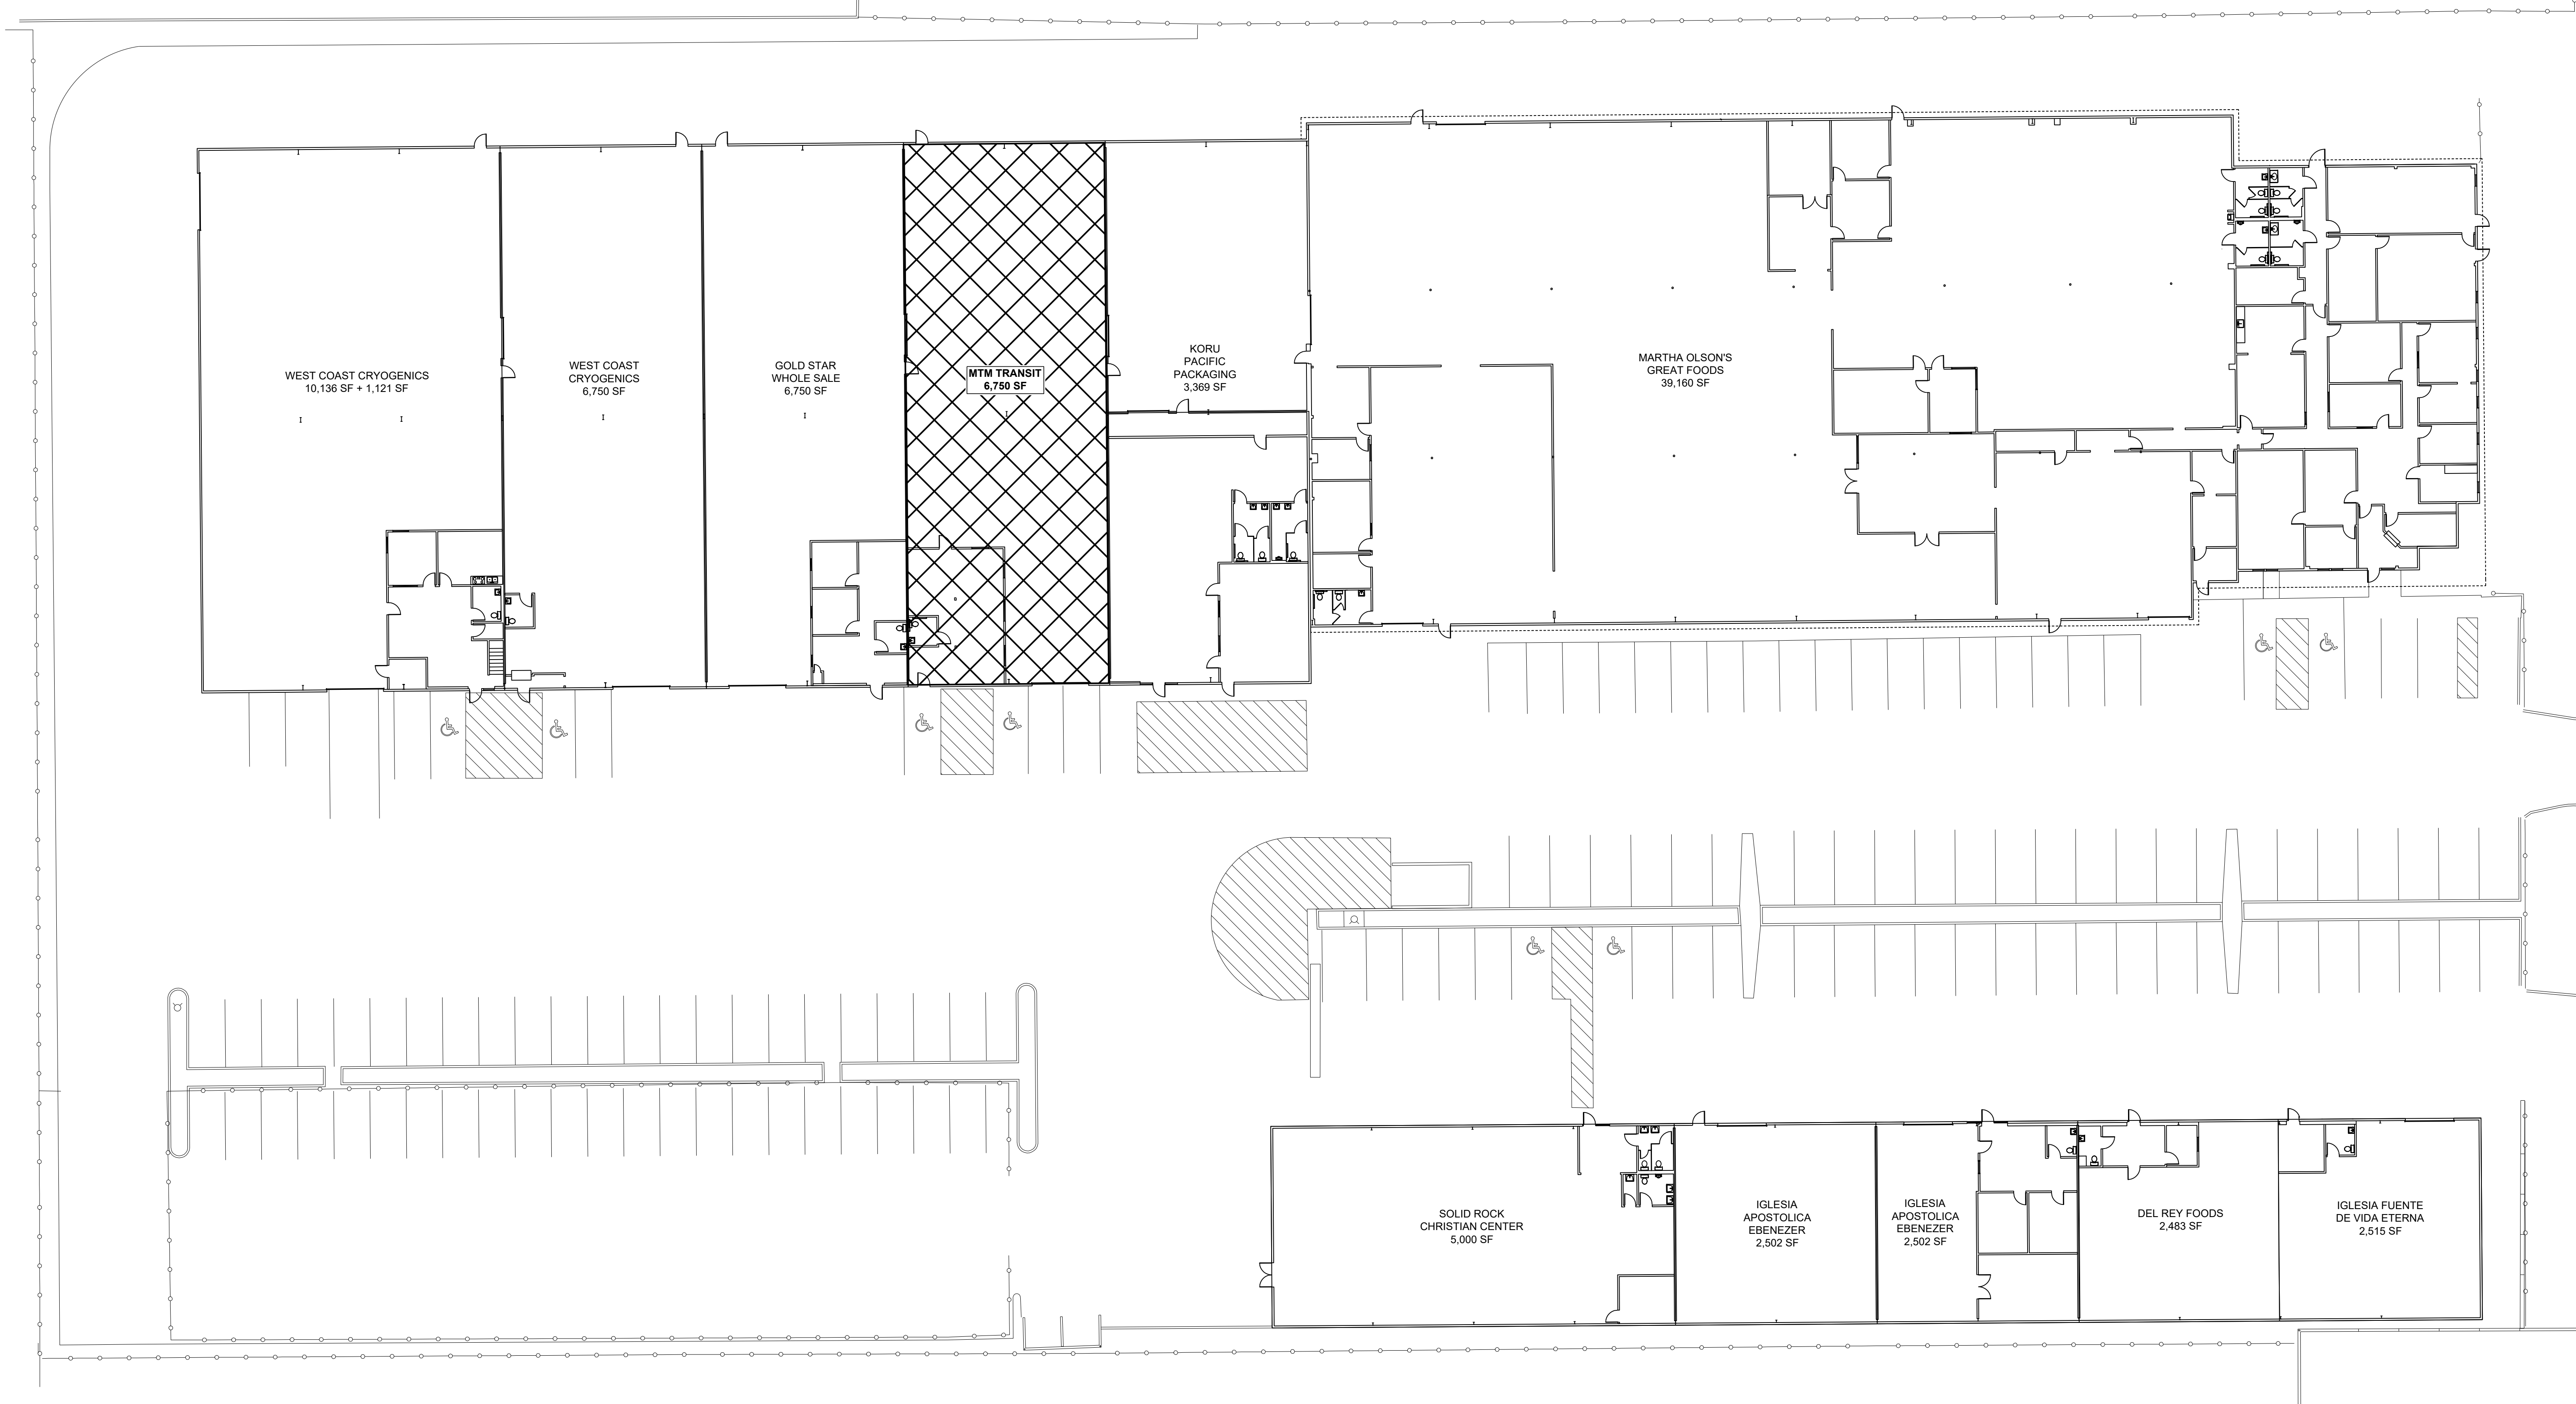 WEST COAST CRYOGENICS
10,136 SF + 1,121 SF
WEST COAST
CRYOGENICS
6,750 SF
GOLD STAR
WHOLE SALE
6,750 SF
MTM TRANSIT
6,750 SF
KORU
PACIFIC
PACKAGING
3,369 SF
MARTHA OLSON'S
GREAT FOODS
39,160 SF
SOLID ROCK
CHRISTIAN CENTER
5,000 SF
IGLESIA
APOSTOLICA
EBENEZER
2,502 SF
IGLESIA
APOSTOLICA
EBENEZER
2,502 SF
DEL REY FOODS
2,483 SF
IGLESIA FUENTE
DE VIDA ETERNA
2,515 SF